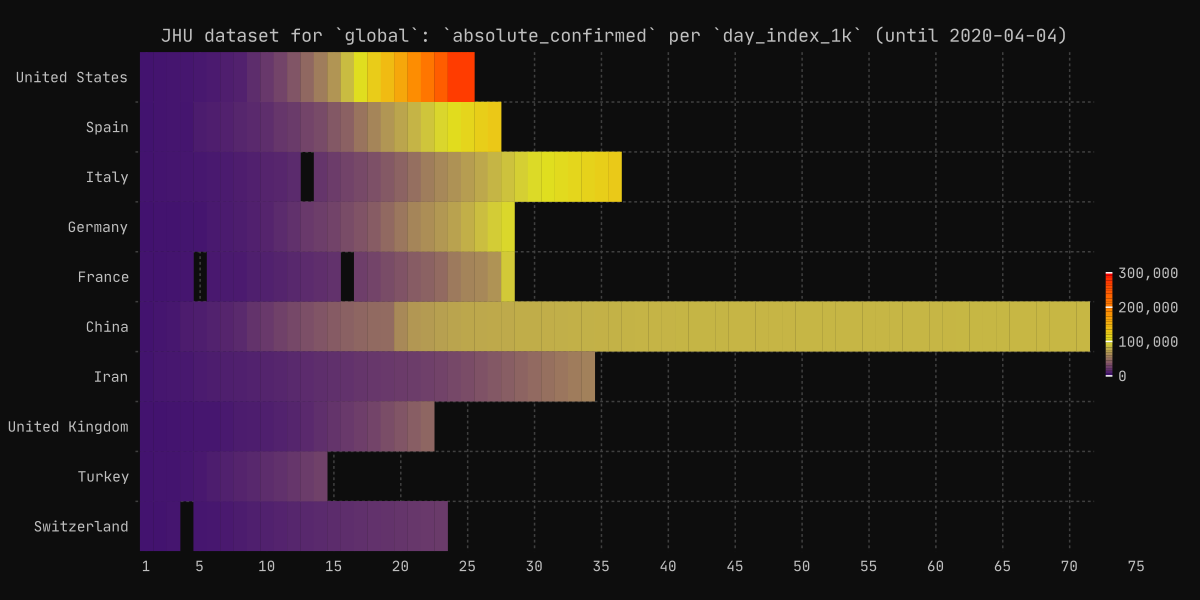 JHU dataset for `global`: `absolute_confirmed` per `day_index_1k` (until 2020-04-04)
United States
Spain
Italy
Germany
France
China
Iran
United Kingdom
Turkey
Switzerland
300,000
200,000
100,000
0
1 5 10 15 20 25 30 35 40 45 50 55 60 65 70 75